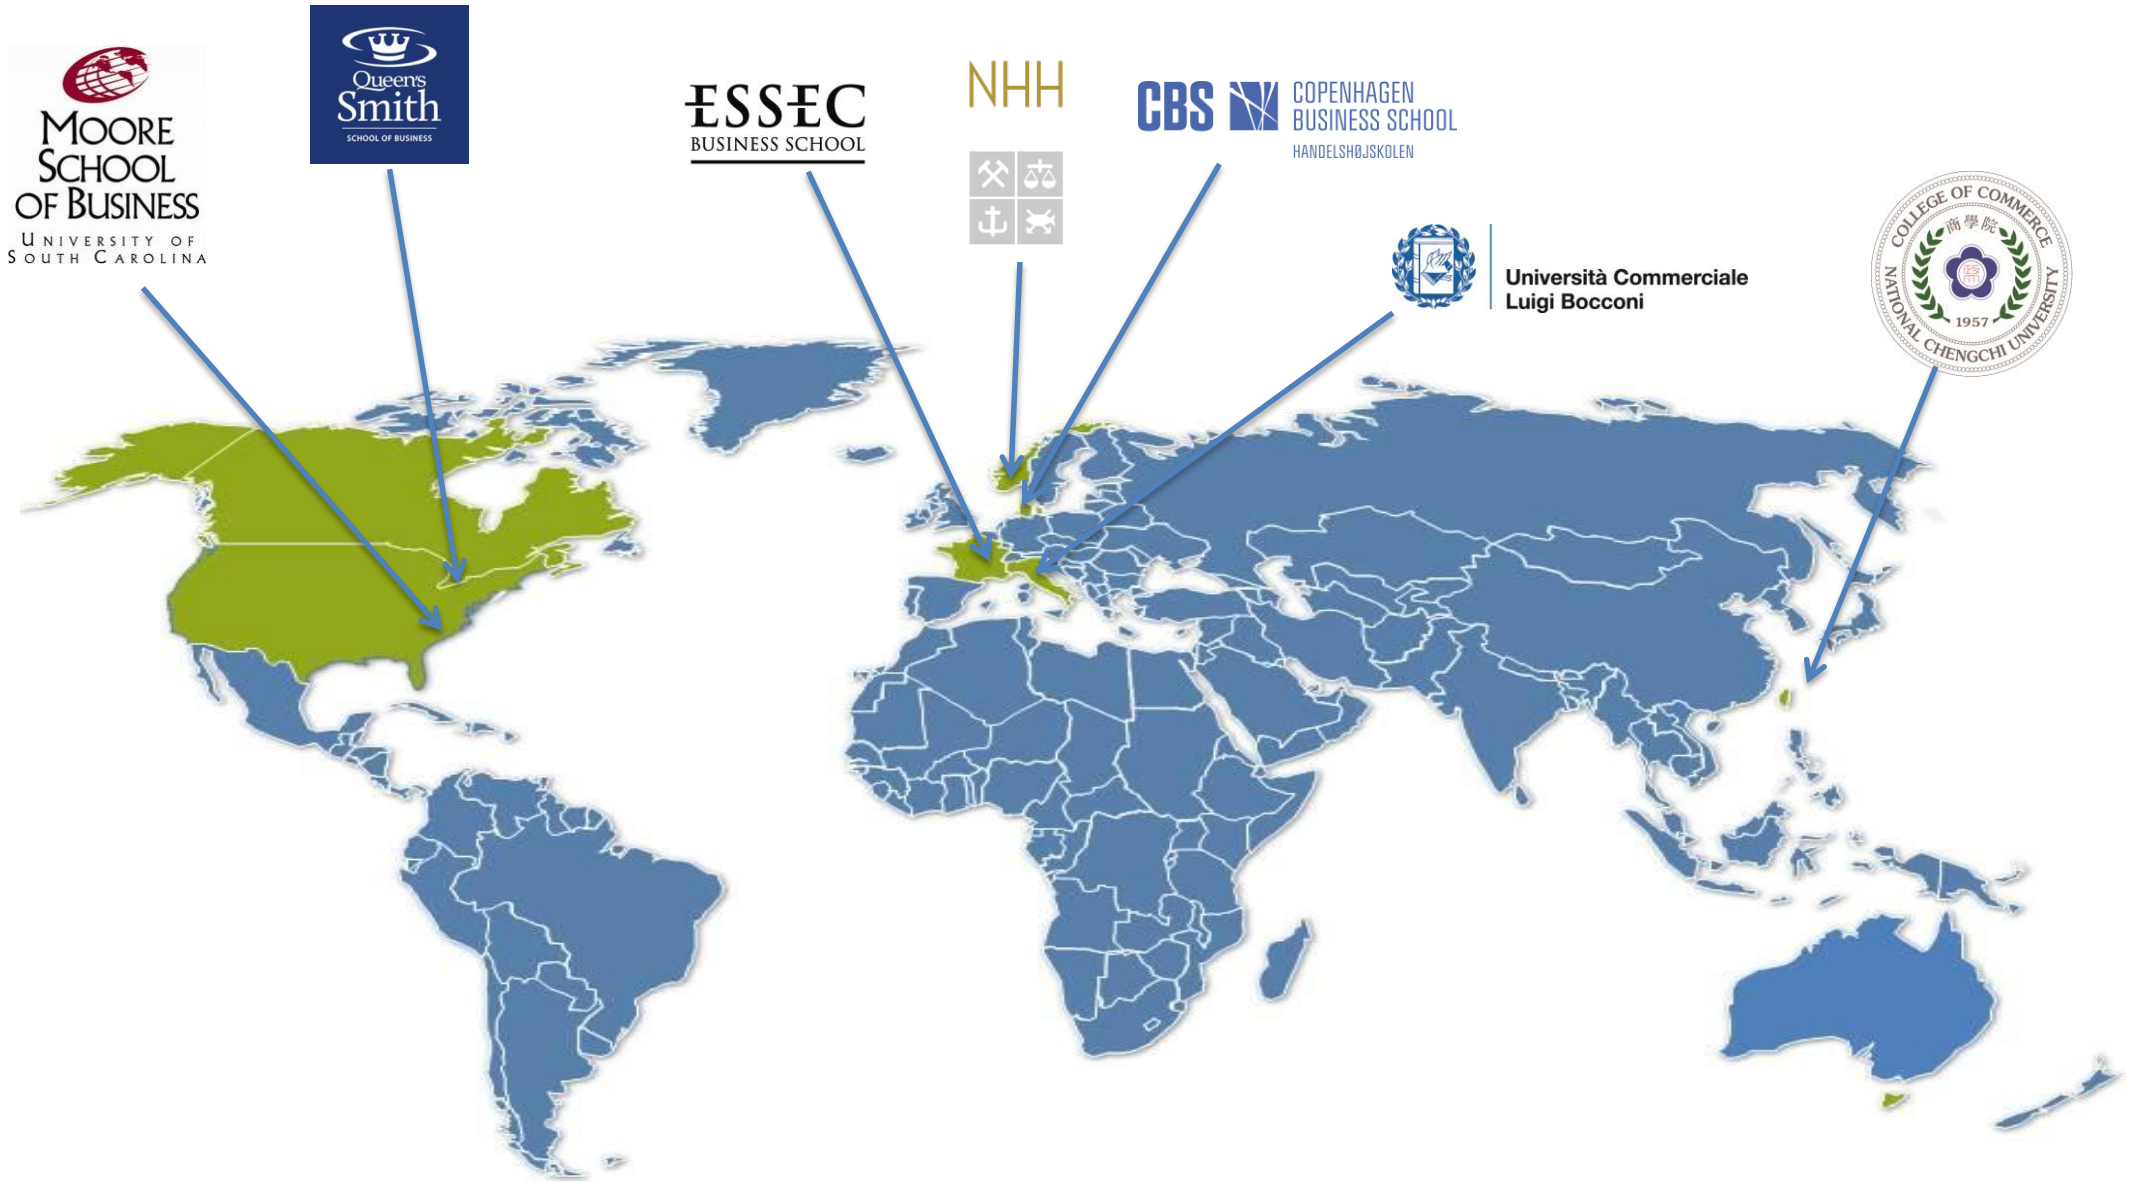 MOORE
SCHOOL
OF BUSINESS
UNIVERSITY OF
SOUTH CAROLINA
Queen's
Smith
SCHOOL OF BUSINESS
ESSEC
BUSINESS SCHOOL
NHH
CBS
COPENHAGEN
BUSINESS SCHOOL
HANDELSHØJSKOLEN
Università Commerciale
Luigi Bocconi
COLLEGE OF COMMERCE
商學院
1957
NATIONAL CHENGCHI UNIVERSITY